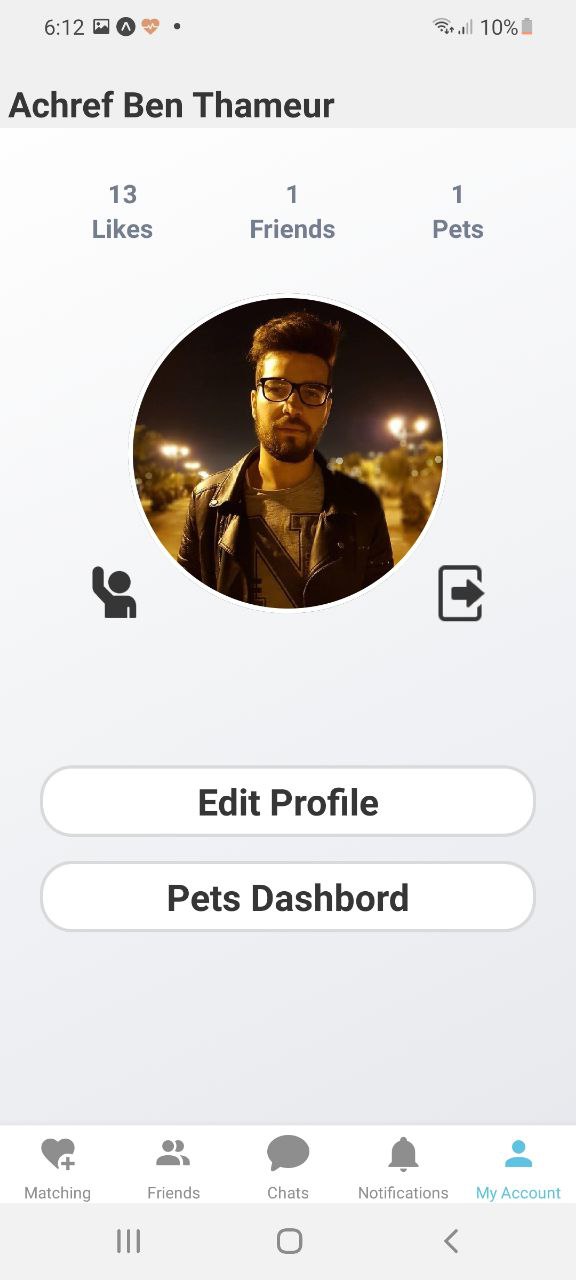 6:12 10%
Achref Ben Thameur
13 1 1
Likes Friends Pets
Edit Profile
Pets Dashbord
Matching Friends Chats Notifications My Account